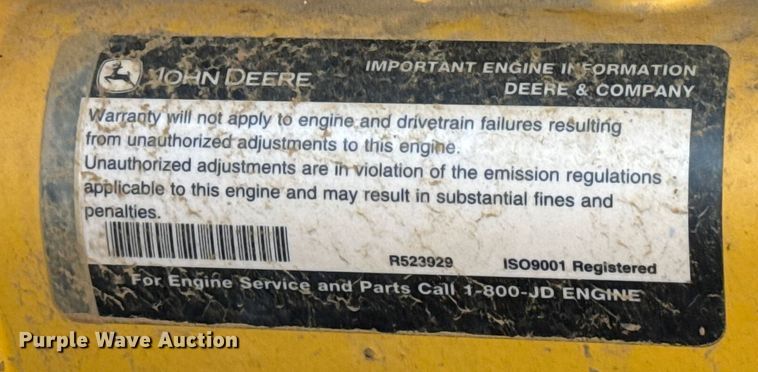 JOHN DEERE
IMPORTANT ENGINE INFORMATION
DEERE & COMPANY
Warranty will not apply to engine and drivetrain failures resulting
from unauthorized adjustments to this engine.
Unauthorized adjustments are in violation of the emission regulations
applicable to this engine and may result in substantial fines and
penalties.
R523929 ISO9001 Registered
For Engine Service and Parts Call 1-800-JD ENGINE
Purple Wave Auction